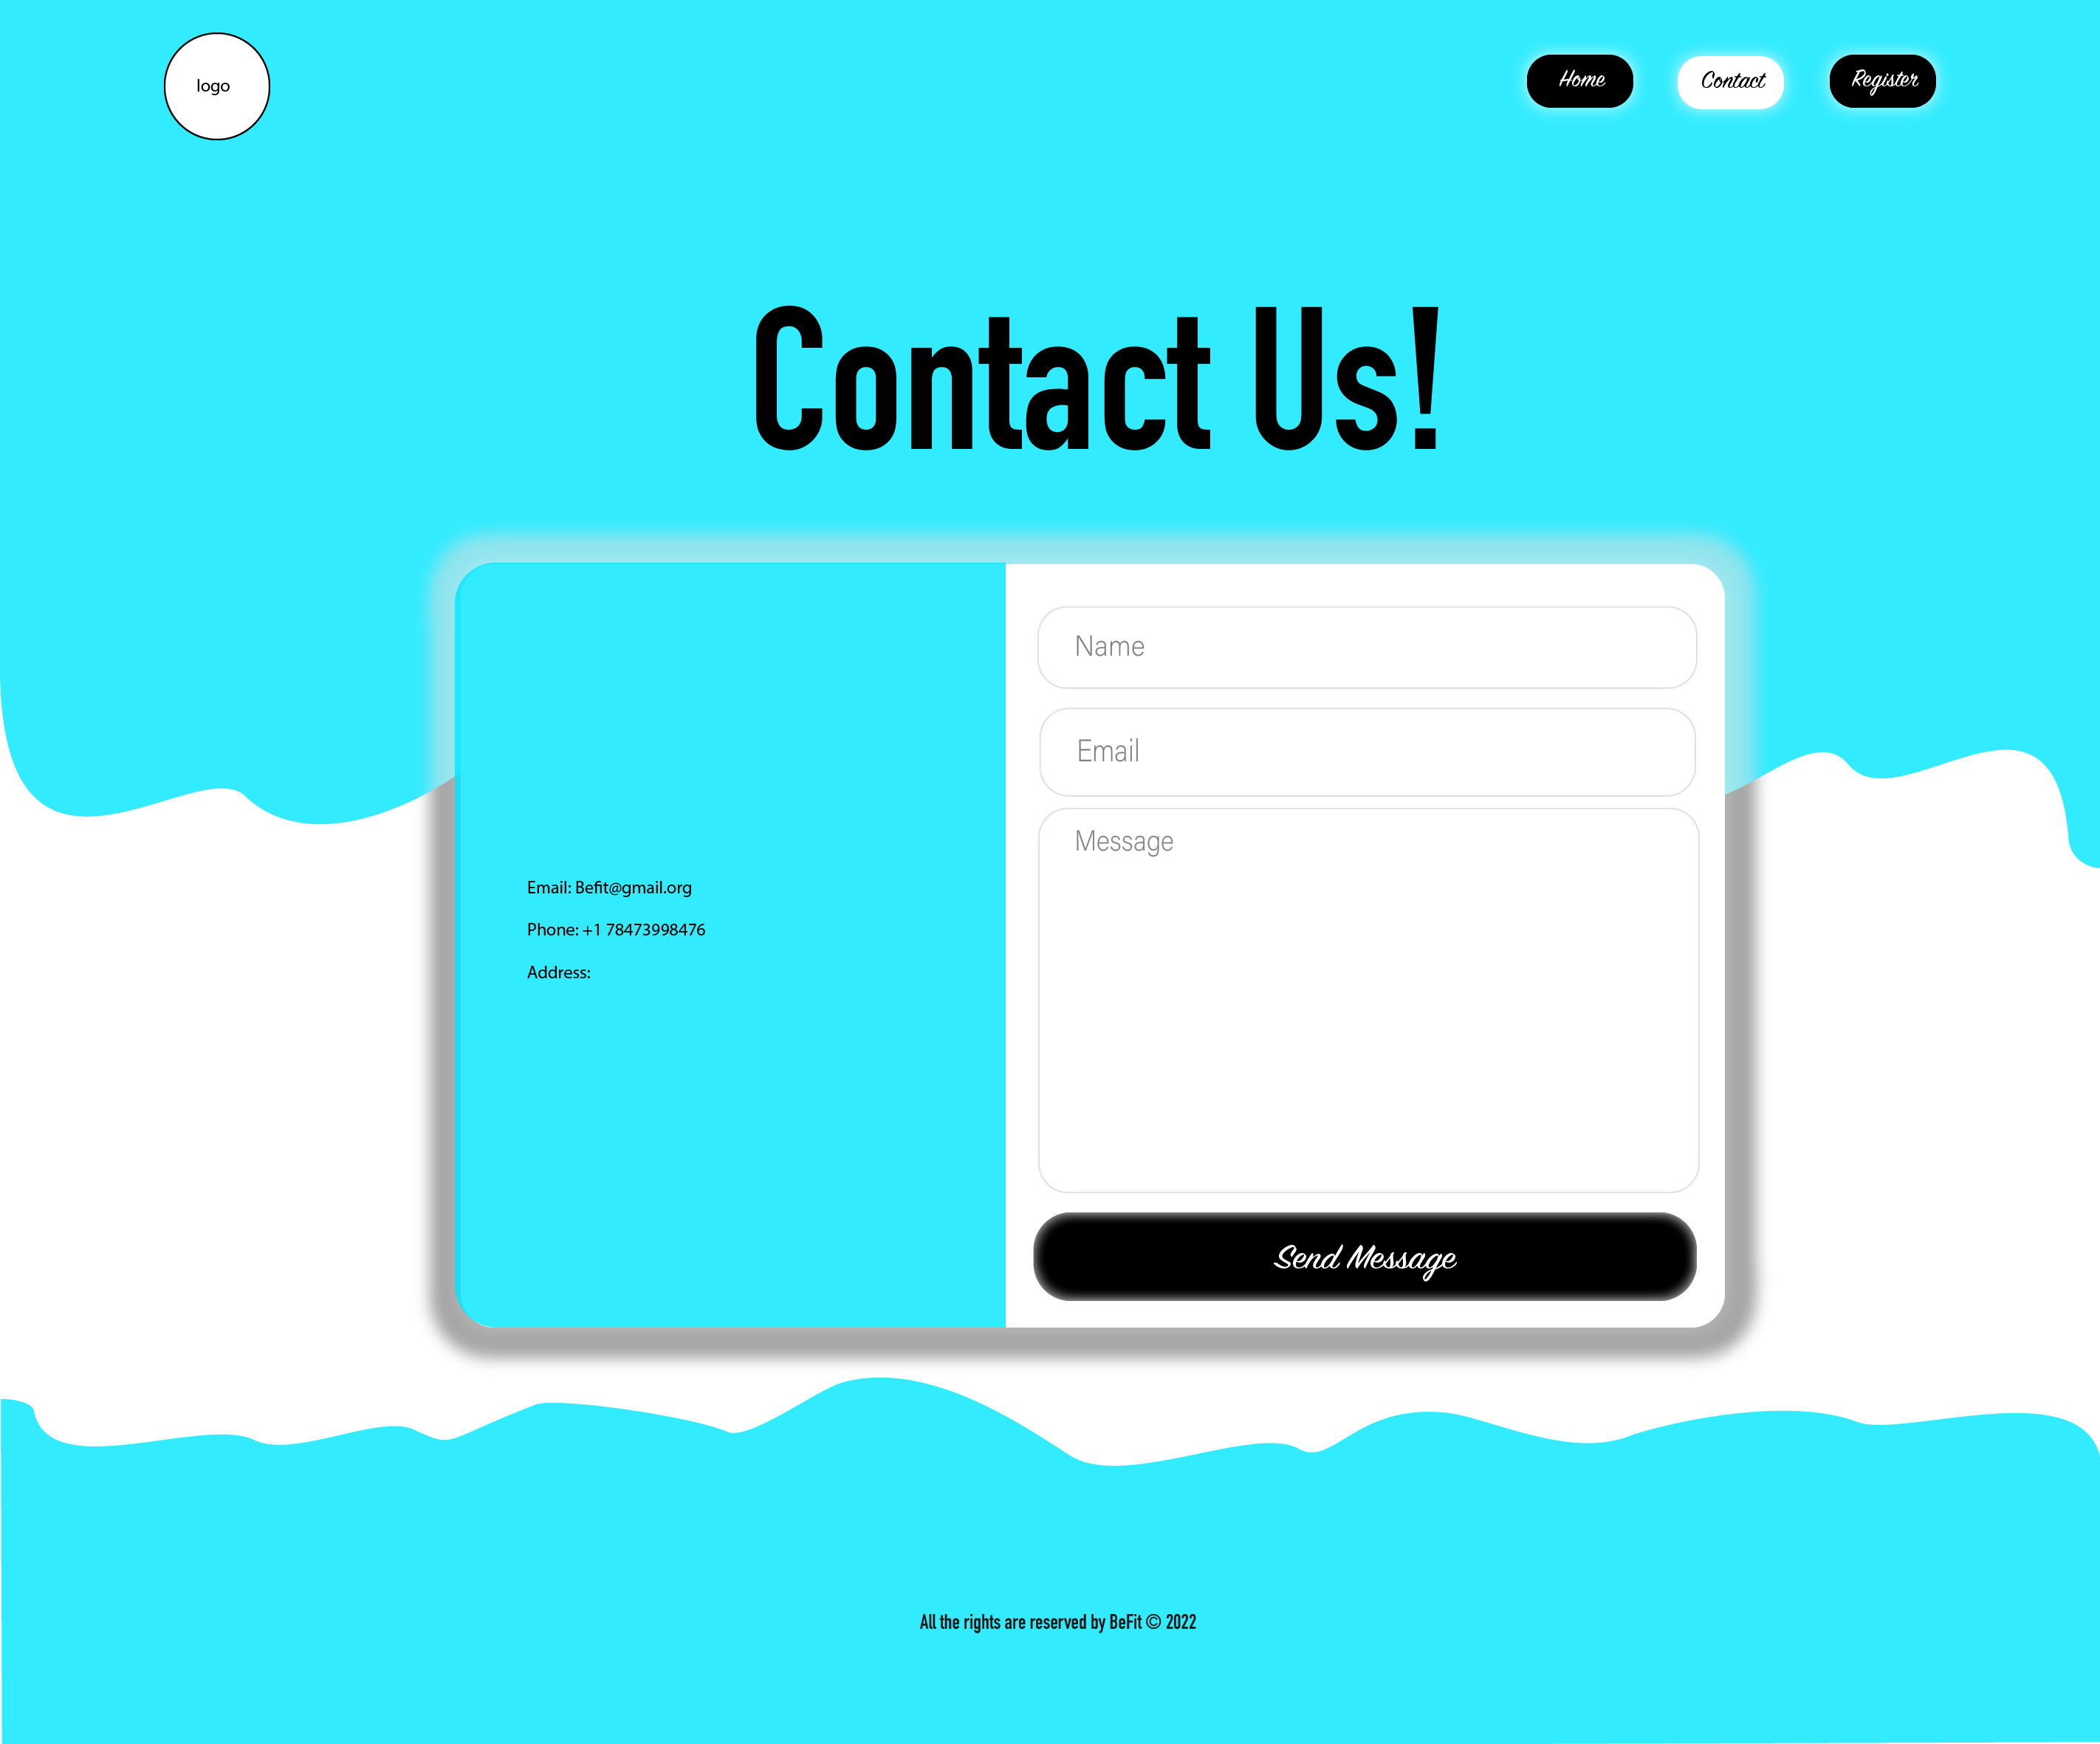 logo
Home
Contact
Register
Contact Us!
Name
Email
Message
Email: Befit@gmail.org
Phone: +1 78473998476
Address:
Send Message
All the rights are reserved by BeFit © 2022